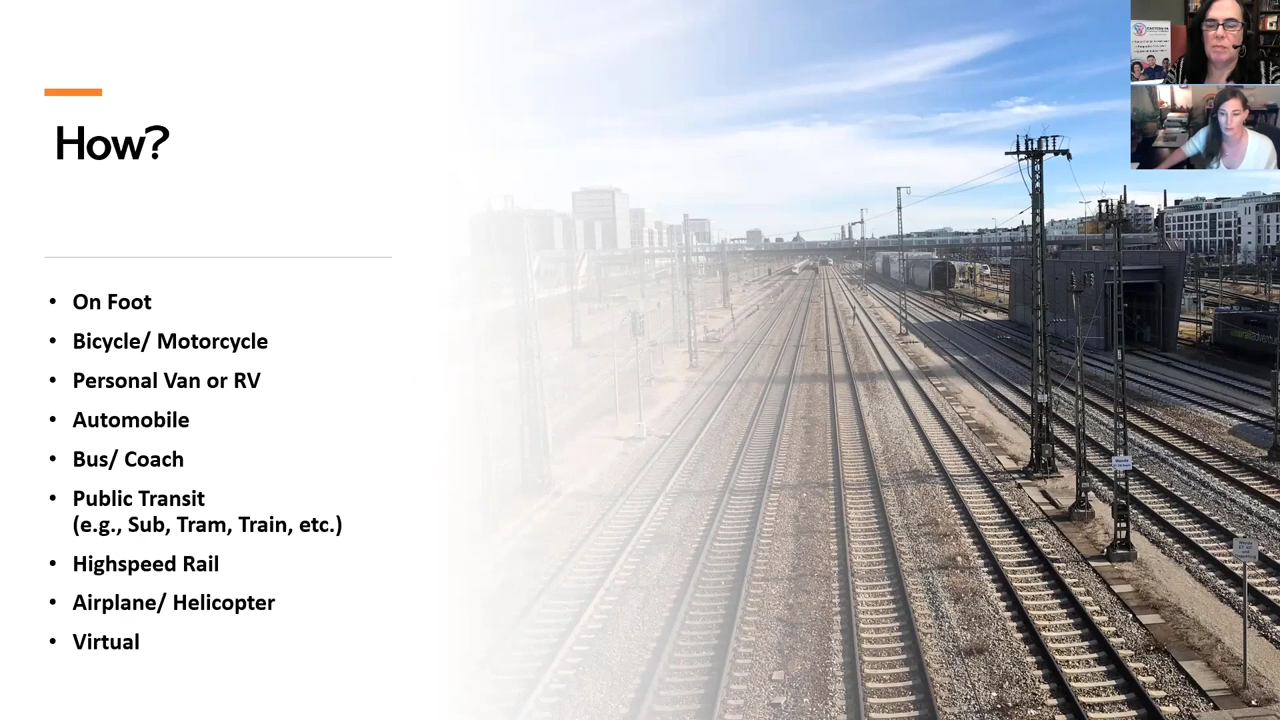 How?
• On Foot
• Bicycle/ Motorcycle
• Personal Van or RV
• Automobile
• Bus/ Coach
• Public Transit
(e.g., Sub, Tram, Train, etc.)
• Highspeed Rail
• Airplane/ Helicopter
• Virtual